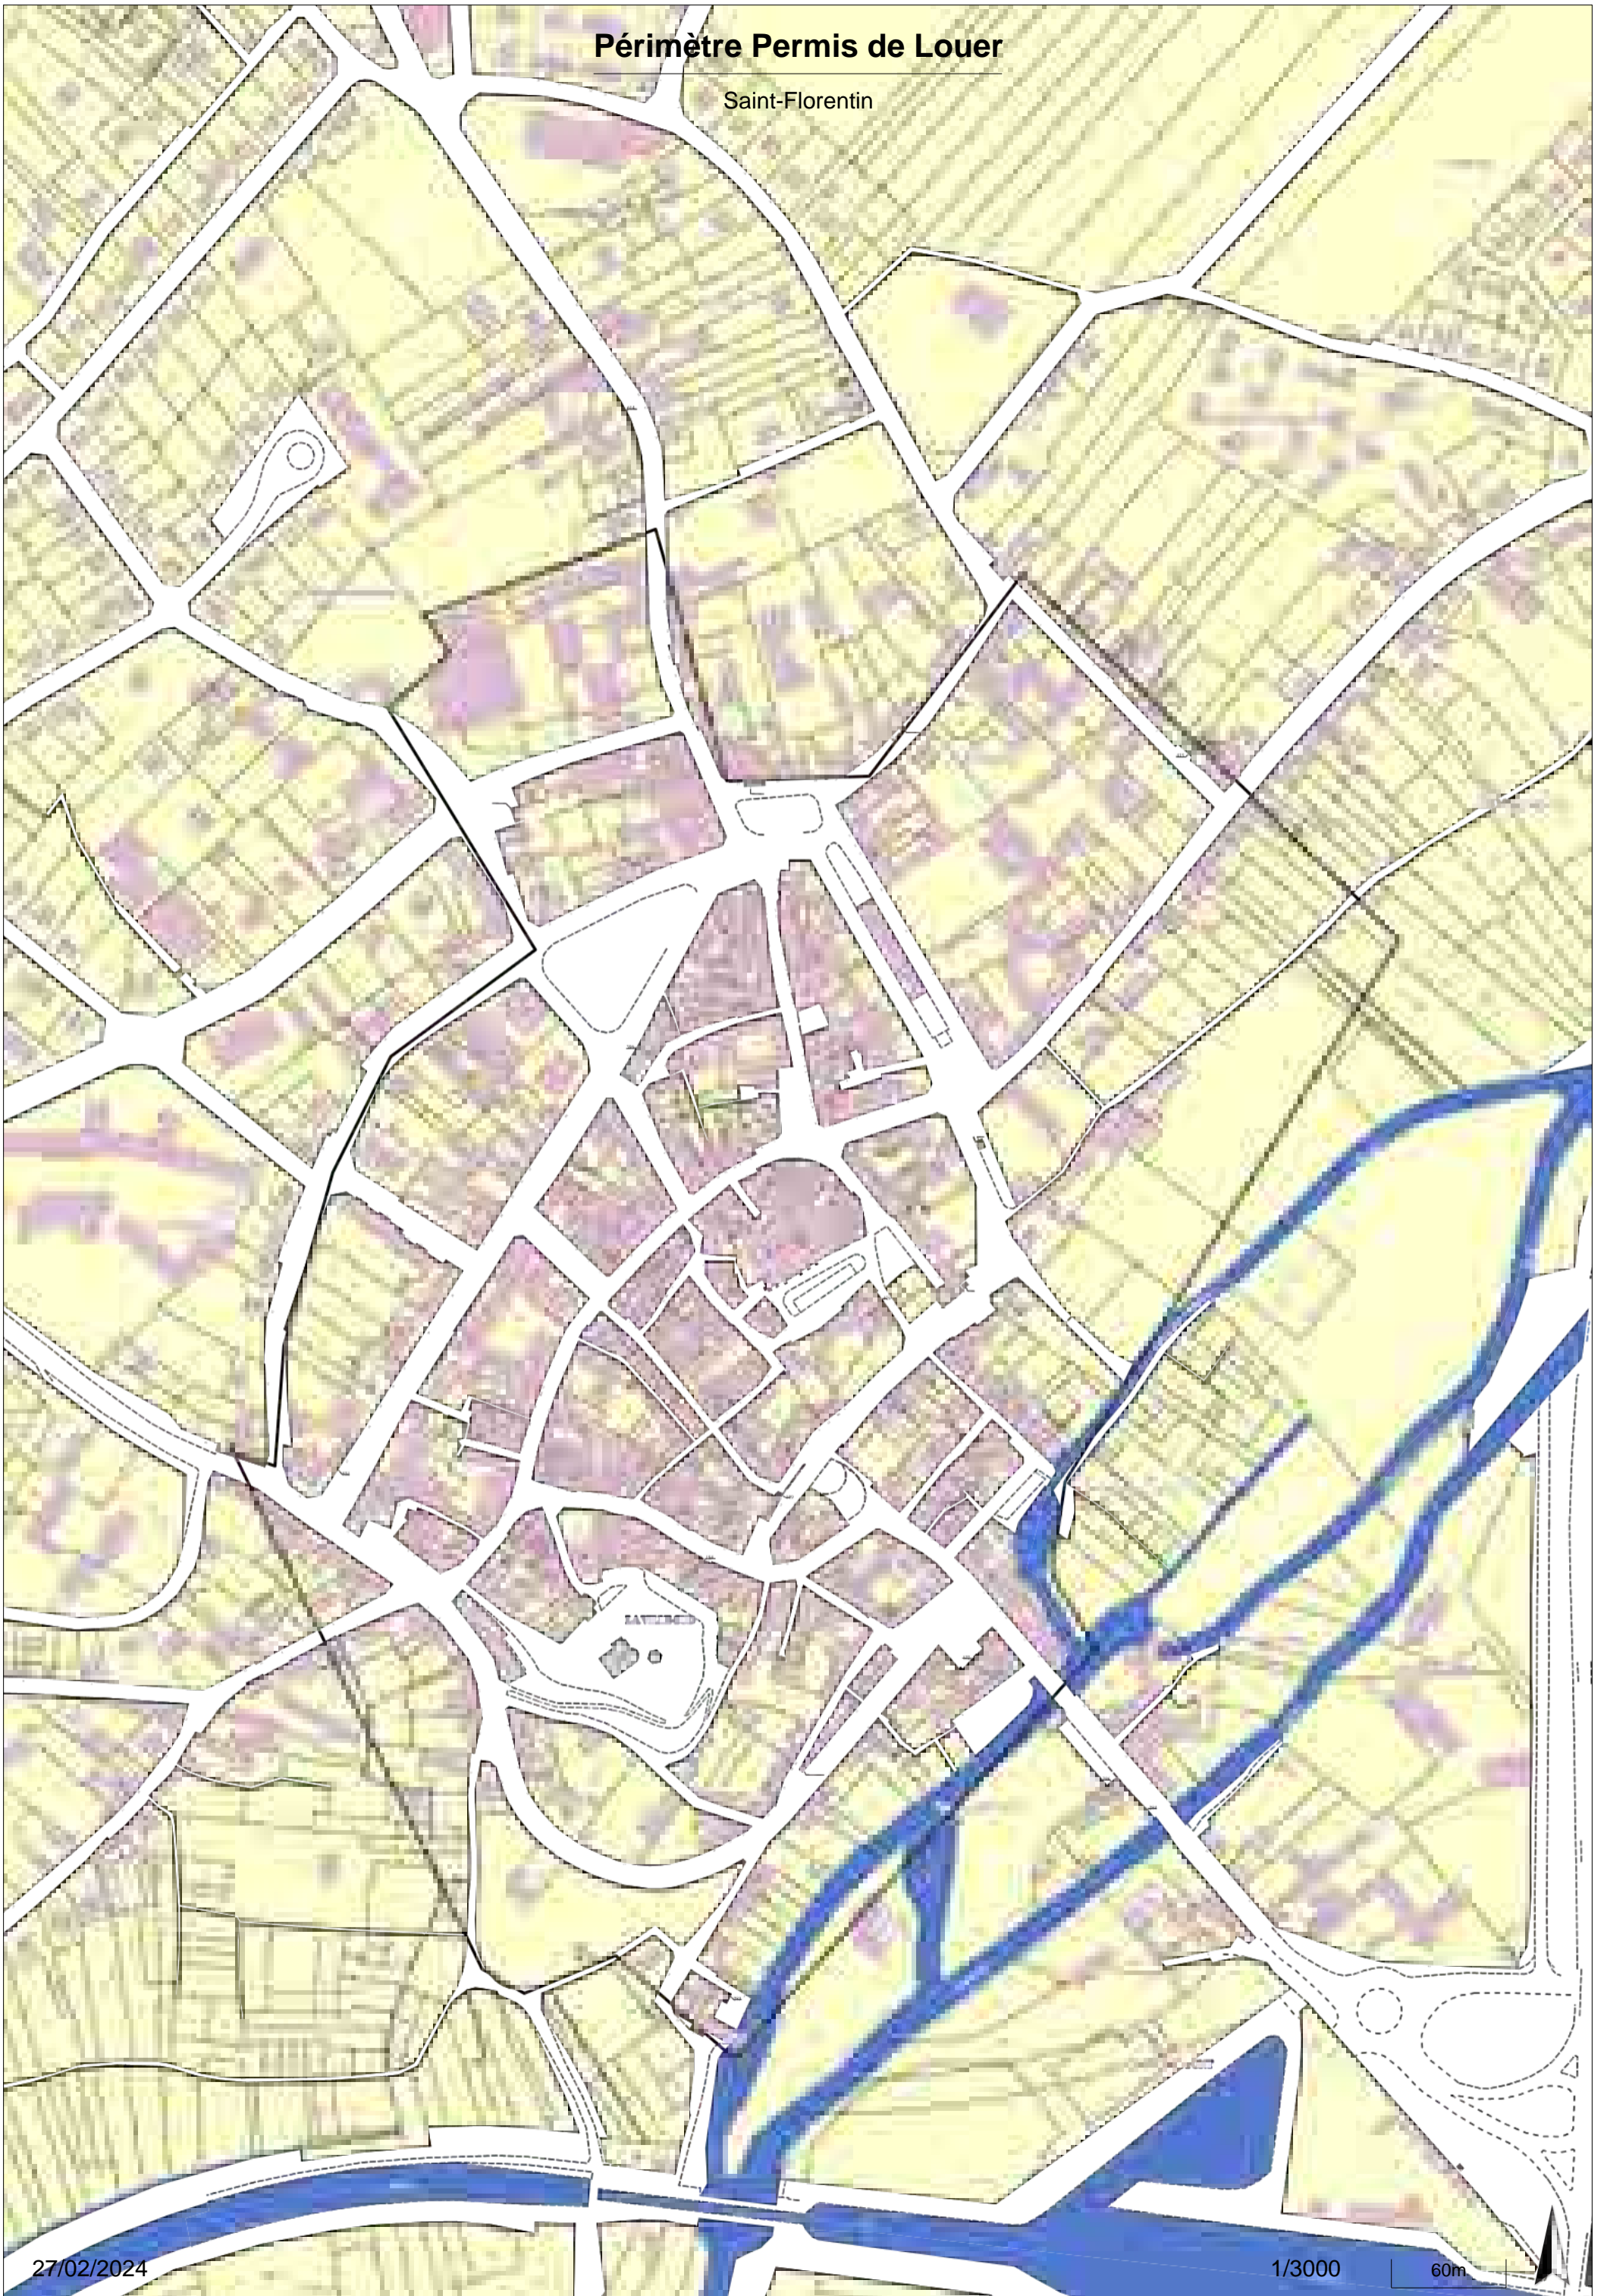 Périmètre Permis de Louer
Saint-Florentin
27/02/2024
1/3000
60m